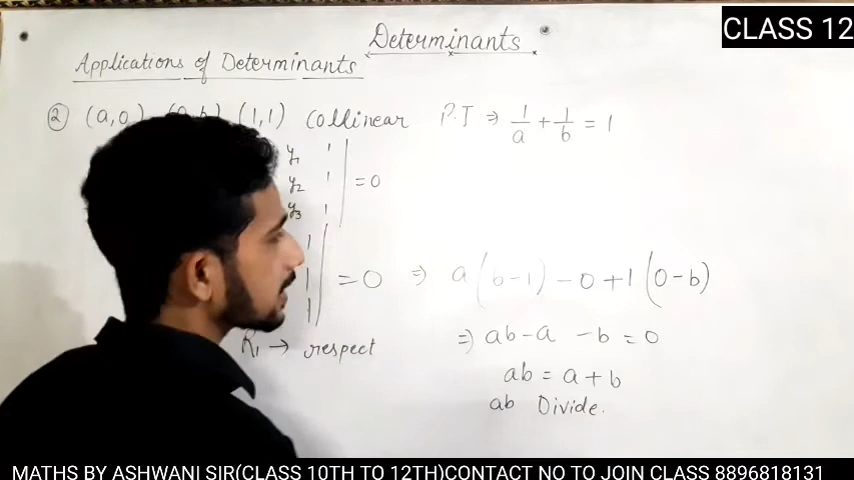 CLASS 12
Determinants
Applications of Determinants
② (a,0) (0,b) (1,1) Collinear P.T ⇒ 1/a + 1/b = 1
y₁ 1
y₂ 1 = 0
y₃ 1
1
1 = 0 ⇒ a(b-1) - 0 + 1(0-b)
1
R₁ → respect ⇒ ab - a - b = 0
ab = a + b
ab Divide.
MATHS BY ASHWANI SIR(CLASS 10TH TO 12TH)CONTACT NO TO JOIN CLASS 8896818131